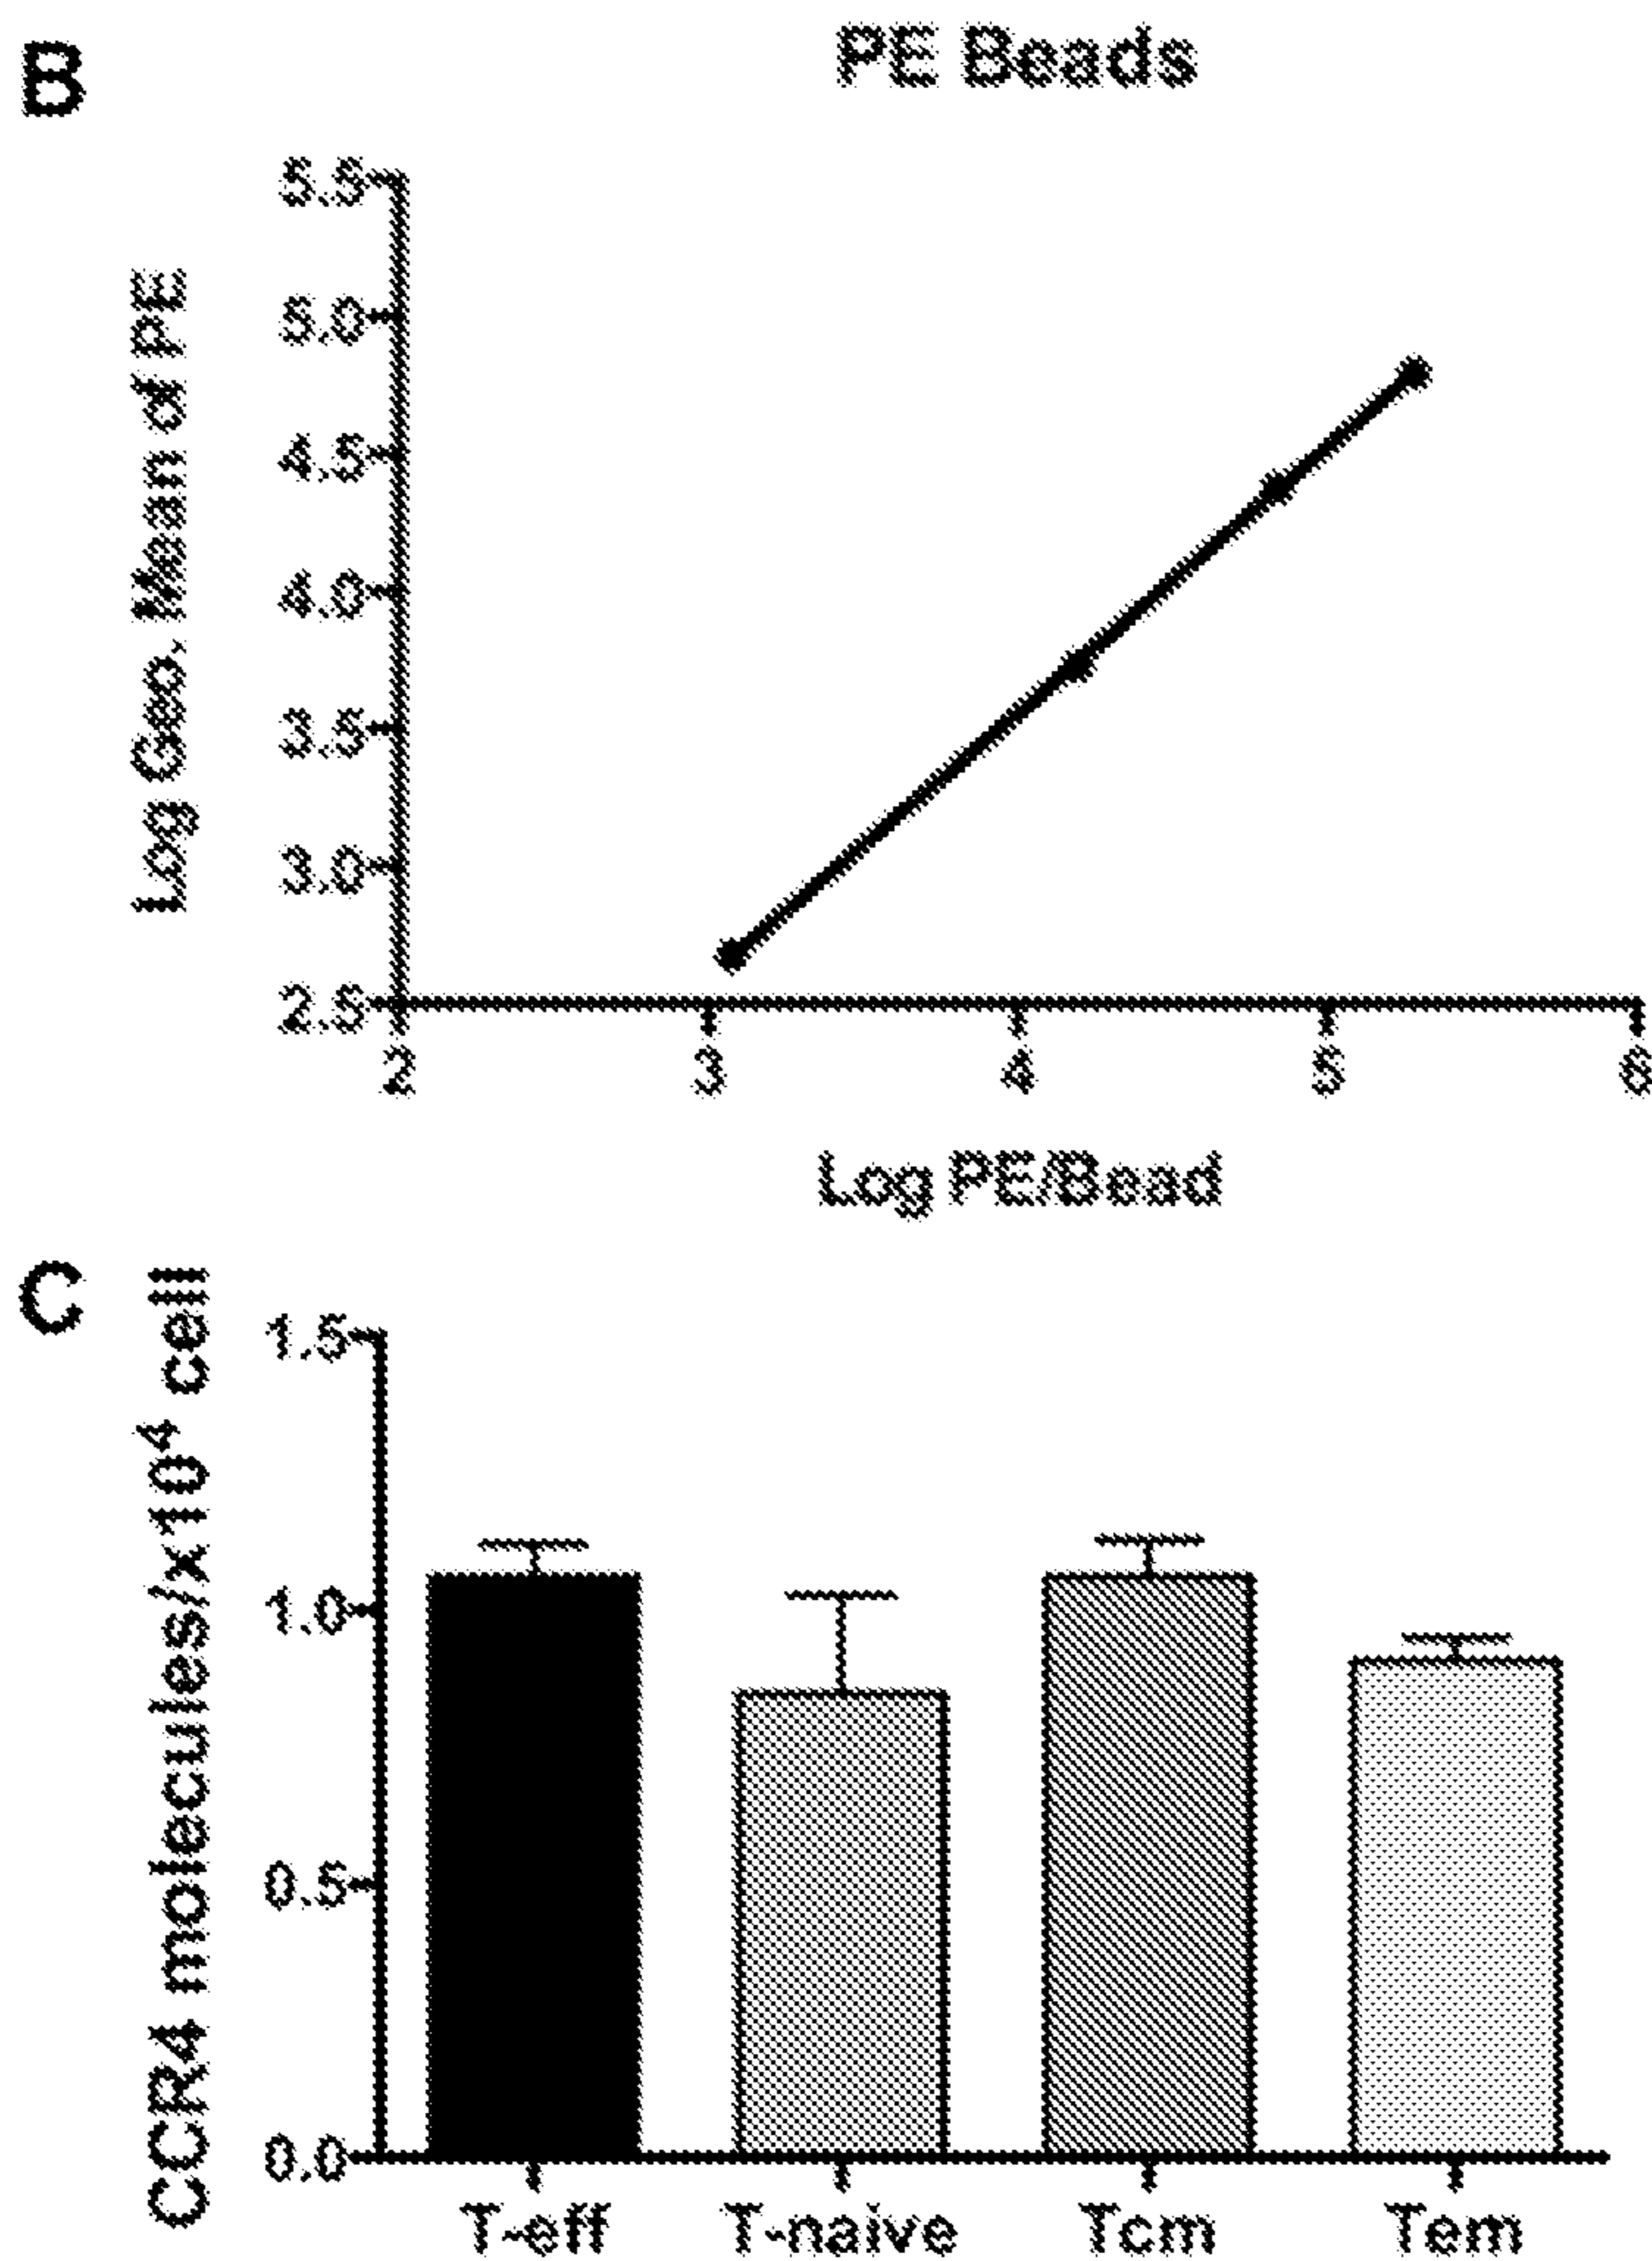 B
PE Beads
5.5
5.0
4.5
4.0
3.5
3.0
2.5
Log Geo. Mean of PE
2 3 4 5 6
Log PE/Bead
C
CCR4 molecules/x10⁴ cell
1.5
1.0
0.5
0.0
T-eff T-naive Tcm Tem